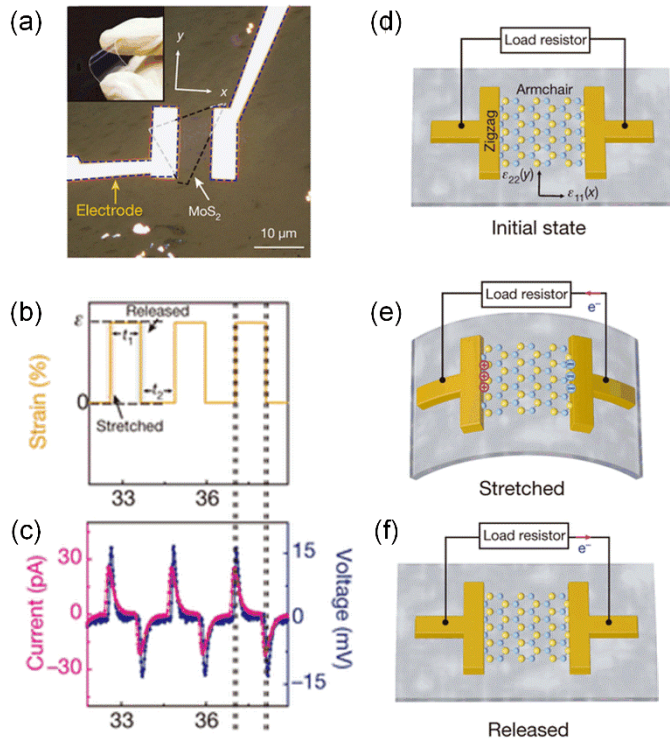 (a)
y
x
Electrode
MoS₂
10 μm
(b)
Strain (%)
ε
0
Released
t₁
t₂
Stretched
33
36
(c)
Current (pA)
30
0
−30
Voltage (mV)
15
0
−15
33
36
(d)
Load resistor
Armchair
Zigzag
ε₂₂(y)
ε₁₁(x)
Initial state
(e)
Load resistor
e⁻
Stretched
(f)
Load resistor
e⁻
Released